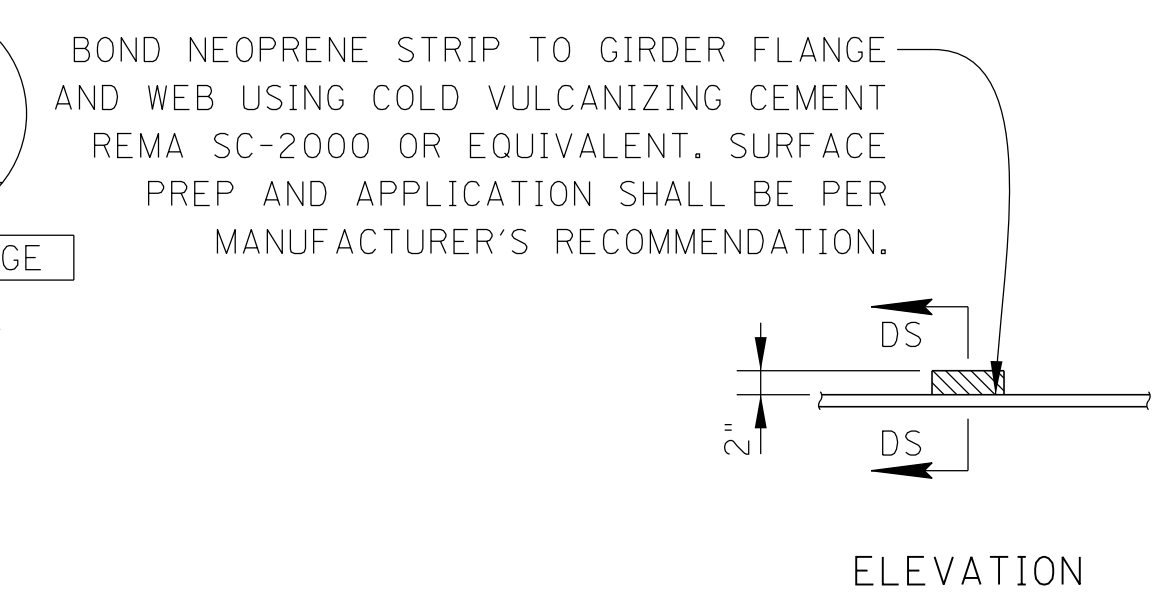 BOND NEOPRENE STRIP TO GIRDER FLANGE
AND WEB USING COLD VULCANIZING CEMENT
REMA SC-2000 OR EQUIVALENT. SURFACE
PREP AND APPLICATION SHALL BE PER
MANUFACTURER'S RECOMMENDATION.
GE
DS
2"
DS
ELEVATION